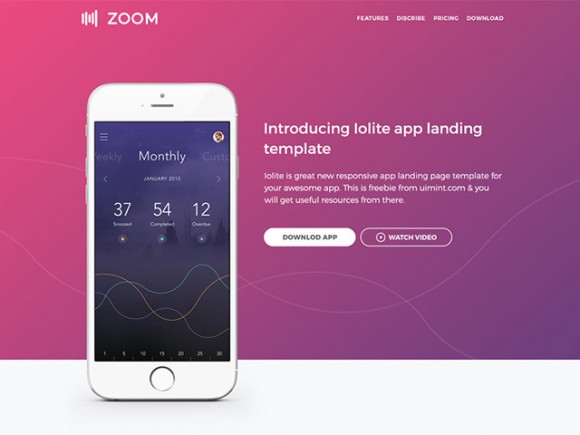 ZOOM
FEATURES DISCRIBE PRICING DOWNLOAD
Introducing Iolite app landing
template
Iolite is great new responsive app landing page template for
your awesome app. This is freebie from uimint.com & you
will get useful resources from there.
DOWNLOD APP WATCH VIDEO
eekly Monthly Custo
JANUARY 2015
37 54 12
Snoozed Completed Overdue
1 5 10 15 20 25 30